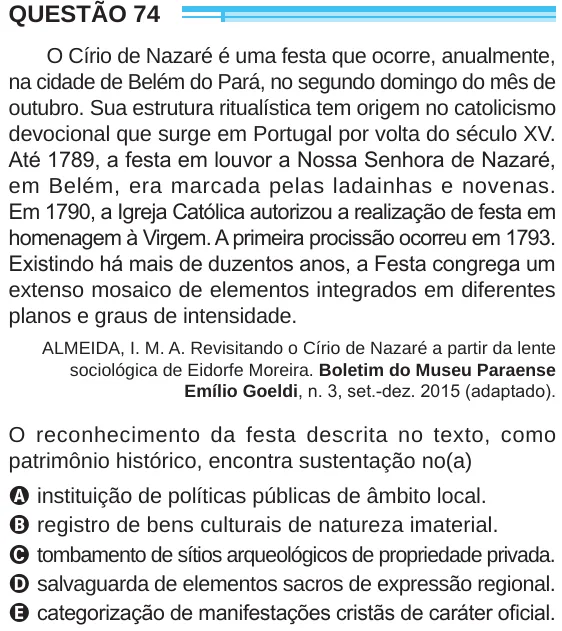 QUESTÃO 74
O Círio de Nazaré é uma festa que ocorre, anualmente,
na cidade de Belém do Pará, no segundo domingo do mês de
outubro. Sua estrutura ritualística tem origem no catolicismo
devocional que surge em Portugal por volta do século XV.
Até 1789, a festa em louvor a Nossa Senhora de Nazaré,
em Belém, era marcada pelas ladainhas e novenas.
Em 1790, a Igreja Católica autorizou a realização de festa em
homenagem à Virgem. A primeira procissão ocorreu em 1793.
Existindo há mais de duzentos anos, a Festa congrega um
extenso mosaico de elementos integrados em diferentes
planos e graus de intensidade.
ALMEIDA, I. M. A. Revisitando o Círio de Nazaré a partir da lente
sociológica de Eidorfe Moreira. Boletim do Museu Paraense
Emílio Goeldi, n. 3, set.-dez. 2015 (adaptado).
O reconhecimento da festa descrita no texto, como
patrimônio histórico, encontra sustentação no(a)
A instituição de políticas públicas de âmbito local.
B registro de bens culturais de natureza imaterial.
C tombamento de sítios arqueológicos de propriedade privada.
D salvaguarda de elementos sacros de expressão regional.
E categorização de manifestações cristãs de caráter oficial.